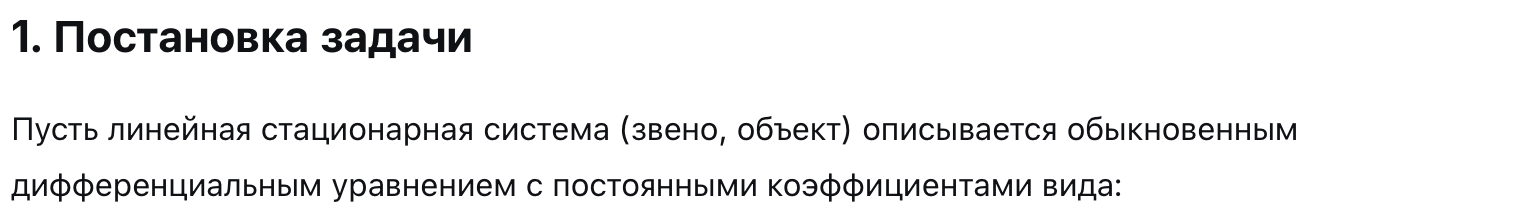 1. Постановка задачи
Пусть линейная стационарная система (звено, объект) описывается обыкновенным
дифференциальным уравнением с постоянными коэффициентами вида: